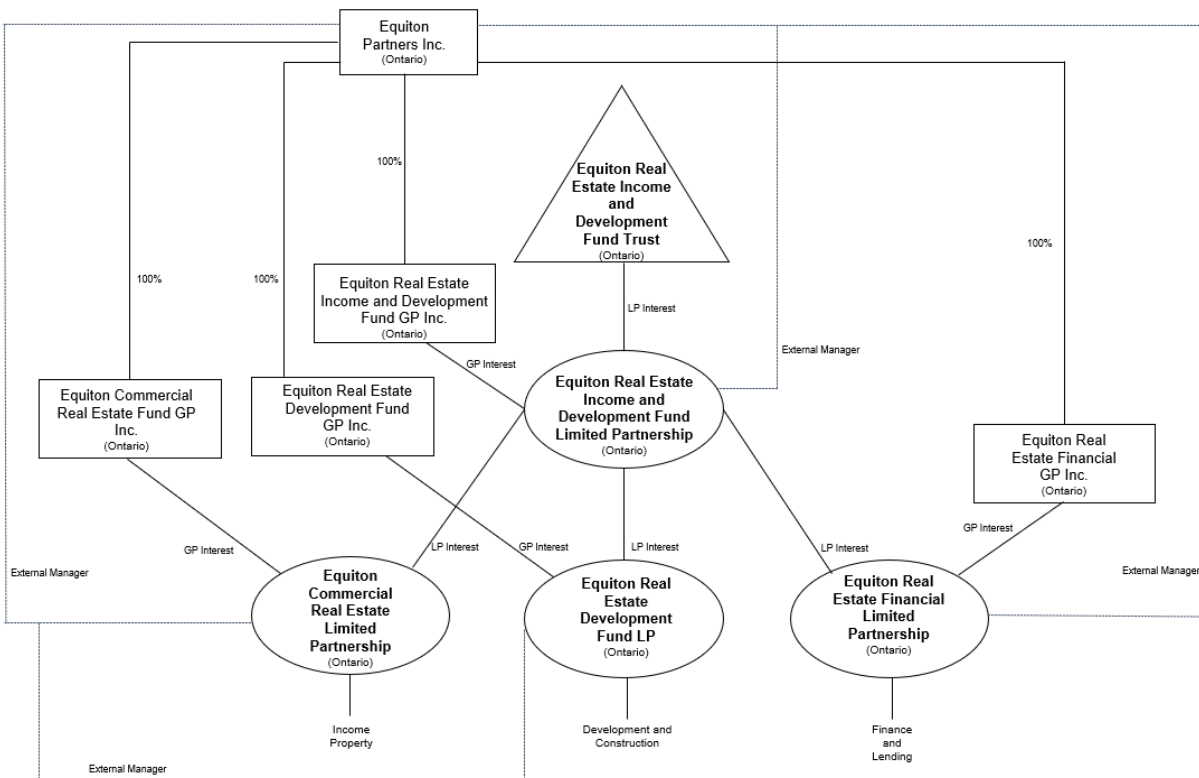 Equiton
Partners Inc.
(Ontario)
100%
Equiton Real
Estate Income
and
Development
Fund Trust
(Ontario)
100%
100%
100%
Equiton Real Estate
Income and Development
Fund GP Inc.
(Ontario)
LP Interest
External Manager
GP Interest
Equiton Commercial
Real Estate Fund GP
Inc.
(Ontario)
Equiton Real Estate
Development Fund
GP Inc.
(Ontario)
Equiton Real Estate
Income and
Development Fund
Limited Partnership
(Ontario)
Equiton Real
Estate Financial
GP Inc.
(Ontario)
GP Interest
LP Interest
GP Interest
LP Interest
LP Interest
GP Interest
External Manager
External Manager
Equiton
Commercial
Real Estate
Limited
Partnership
(Ontario)
Equiton Real
Estate
Development
Fund LP
(Ontario)
Equiton Real
Estate Financial
Limited
Partnership
(Ontario)
Income
Property
Development and
Construction
Finance
and
Lending
External Manager